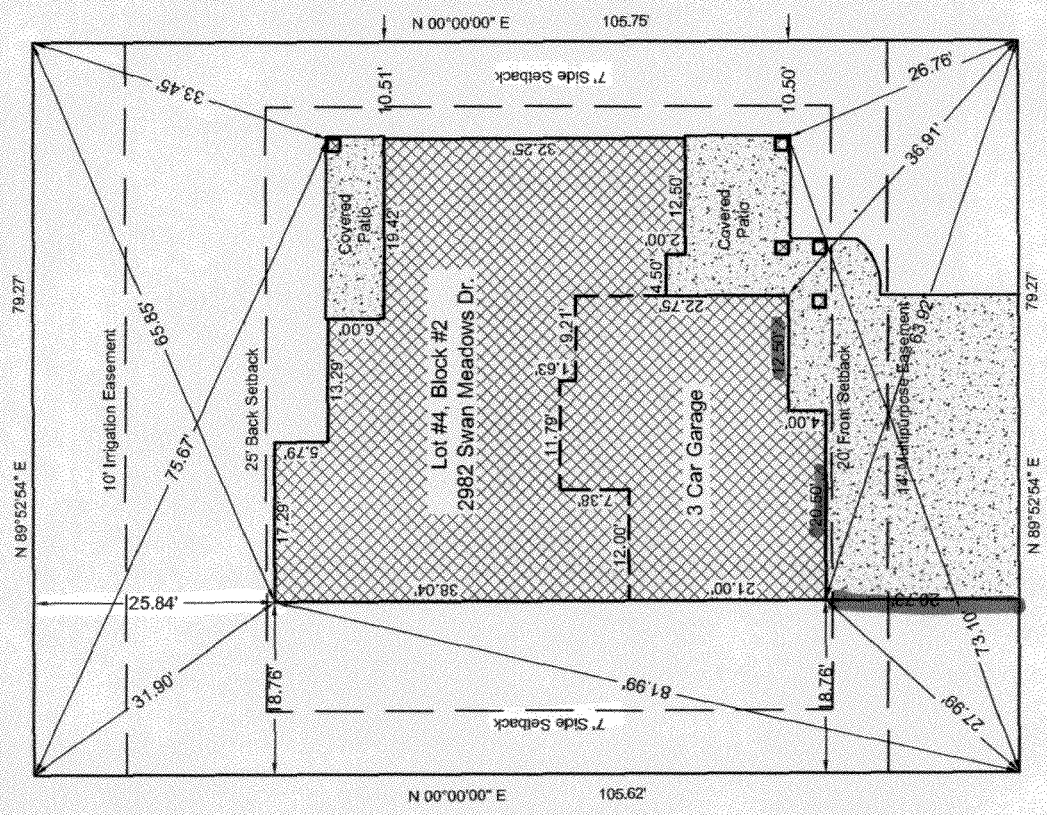 N 00°00'00" E 105.75'
7' Side Setback
26.76'
33.45'
10.51'
10.50'
36.91'
32.25'
Covered
Patio
12.50'
Covered
Patio
19.42'
2.00'
4.50'
79.27'
10' Irrigation Easement
65.85'
25' Back Setback
6.00'
13.29'
Lot #4, Block #2
2982 Swan Meadows Dr.
22.75'
9.21'
1.63'
12.50'
63.92'
79.27
75.67'
5.79'
11.79'
3 Car Garage
4.00'
20' Front Setback
14' Multipurpose Easement
N 89°52'54" E
17.29'
7.38'
12.00'
20.50'
N 89°52'54" E
25.84'
38.04'
21.00'
73.10'
31.90'
18.76'
81.99'
18.76'
27.99'
7' Side Setback
N 00°00'00" E 105.62'